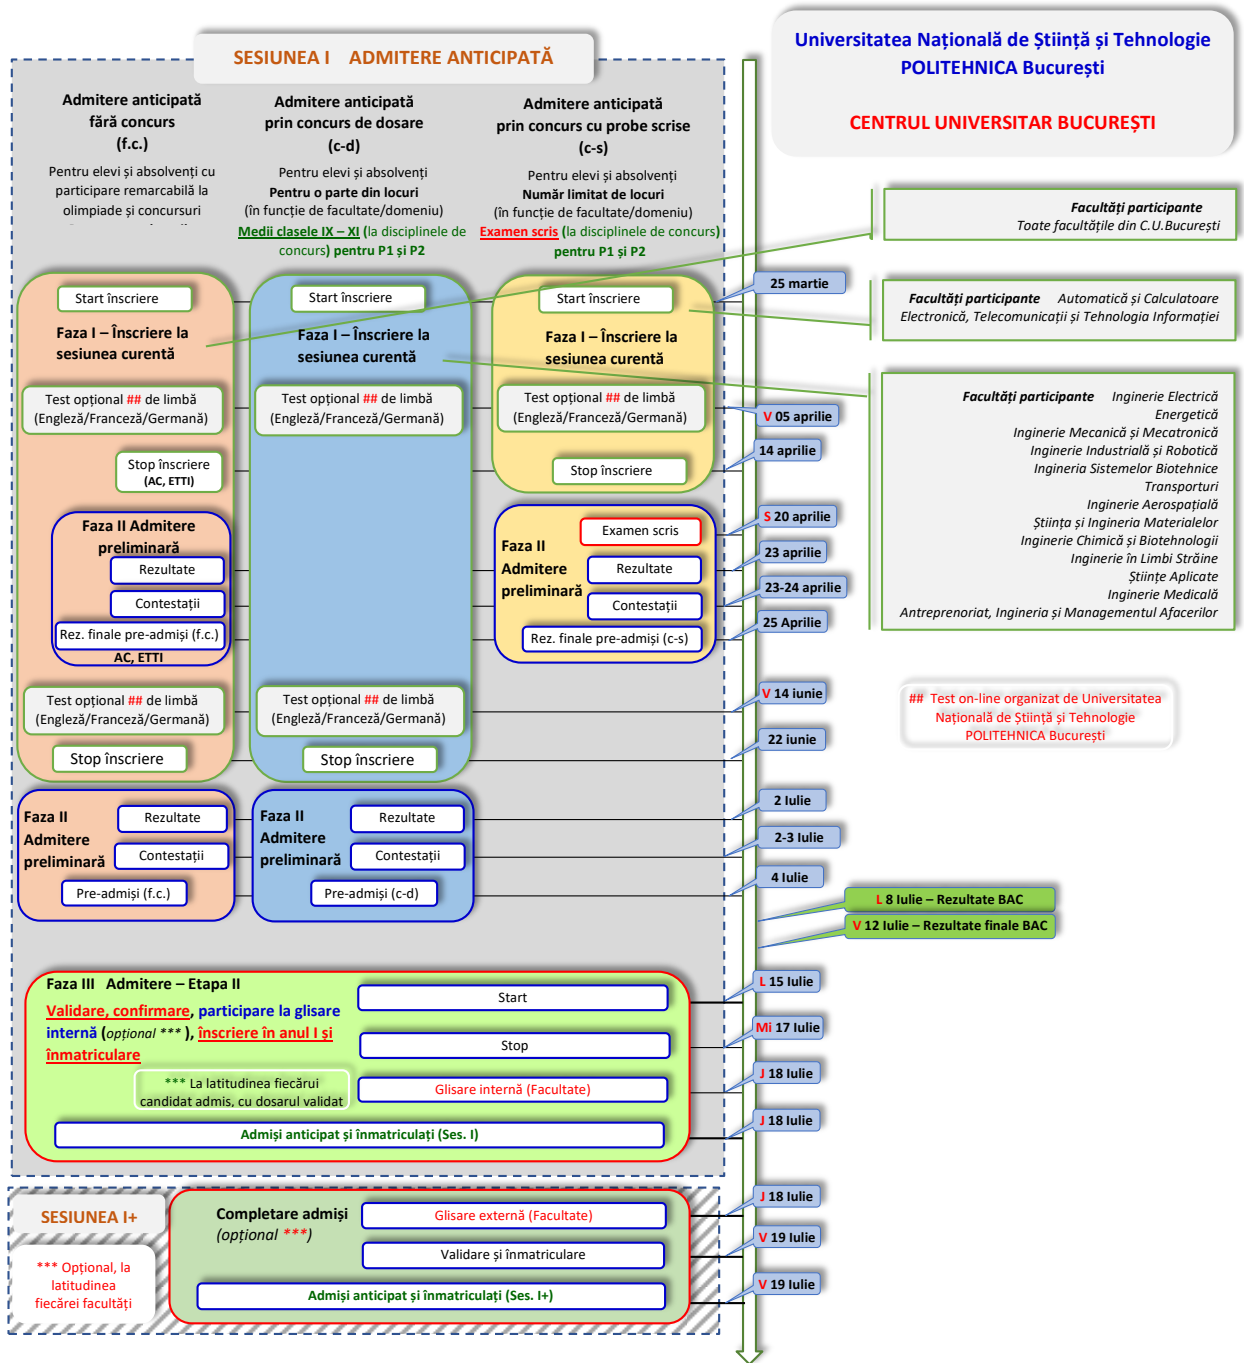 SESIUNEA I ADMITERE ANTICIPATĂ
Universitatea Națională de Știință și Tehnologie
POLITEHNICA București
CENTRUL UNIVERSITAR BUCUREȘTI
Admitere anticipată
fără concurs
(f.c.)
Pentru elevi și absolvenți cu
participare remarcabilă la
olimpiade și concursuri
Admitere anticipată
prin concurs de dosare
(c-d)
Pentru elevi și absolvenți
Pentru o parte din locuri
(în funcție de facultate/domeniu)
Medii clasele IX – XI (la disciplinele de
concurs) pentru P1 și P2
Admitere anticipată
prin concurs cu probe scrise
(c-s)
Pentru elevi și absolvenți
Număr limitat de locuri
(în funcție de facultate/domeniu)
Examen scris (la disciplinele de concurs)
pentru P1 și P2
Facultăți participante
Toate facultățile din C.U.București
Facultăți participante Automatică și Calculatoare
Electronică, Telecomunicații și Tehnologia Informației
Facultăți participante Inginerie Electrică
Energetică
Inginerie Mecanică și Mecatronică
Inginerie Industrială și Robotică
Ingineria Sistemelor Biotehnice
Transporturi
Inginerie Aerospațială
Știința și Ingineria Materialelor
Inginerie Chimică și Biotehnologii
Inginerie în Limbi Străine
Științe Aplicate
Inginerie Medicală
Antreprenoriat, Ingineria și Managementul Afacerilor
## Test on-line organizat de Universitatea
Națională de Știință și Tehnologie
POLITEHNICA București
Start înscriere
Faza I – Înscriere la
sesiunea curentă
Test opțional ## de limbă
(Engleză/Franceză/Germană)
Stop înscriere
(AC, ETTI)
Faza II Admitere
preliminară
Rezultate
Contestații
Rez. finale pre-admiși (f.c.)
AC, ETTI
Test opțional ## de limbă
(Engleză/Franceză/Germană)
Stop înscriere
Faza II
Admitere
preliminară
Rezultate
Contestații
Pre-admiși (f.c.)
Start înscriere
Faza I – Înscriere la
sesiunea curentă
Test opțional ## de limbă
(Engleză/Franceză/Germană)
Test opțional ## de limbă
(Engleză/Franceză/Germană)
Stop înscriere
Faza II
Admitere
preliminară
Rezultate
Contestații
Pre-admiși (c-d)
Start înscriere
Faza I – Înscriere la
sesiunea curentă
Test opțional ## de limbă
(Engleză/Franceză/Germană)
Stop înscriere
Faza II
Admitere
preliminară
Examen scris
Rezultate
Contestații
Rez. finale pre-admiși (c-s)
25 martie
V 05 aprilie
14 aprilie
S 20 aprilie
23 aprilie
23-24 aprilie
25 Aprilie
V 14 iunie
22 iunie
2 Iulie
2-3 Iulie
4 Iulie
L 8 Iulie – Rezultate BAC
V 12 Iulie – Rezultate finale BAC
L 15 Iulie
Mi 17 Iulie
J 18 Iulie
J 18 Iulie
J 18 Iulie
V 19 Iulie
V 19 Iulie
Faza III Admitere – Etapa II
Validare, confirmare, participare la glisare
internă (opțional *** ), înscriere în anul I și
înmatriculare
Start
Stop
*** La latitudinea fiecărui
candidat admis, cu dosarul validat
Glisare internă (Facultate)
Admiși anticipat și înmatriculați (Ses. I)
SESIUNEA I+
*** Opțional, la
latitudinea
fiecărei facultăți
Completare admiși
(opțional ***)
Glisare externă (Facultate)
Validare și înmatriculare
Admiși anticipat și înmatriculați (Ses. I+)